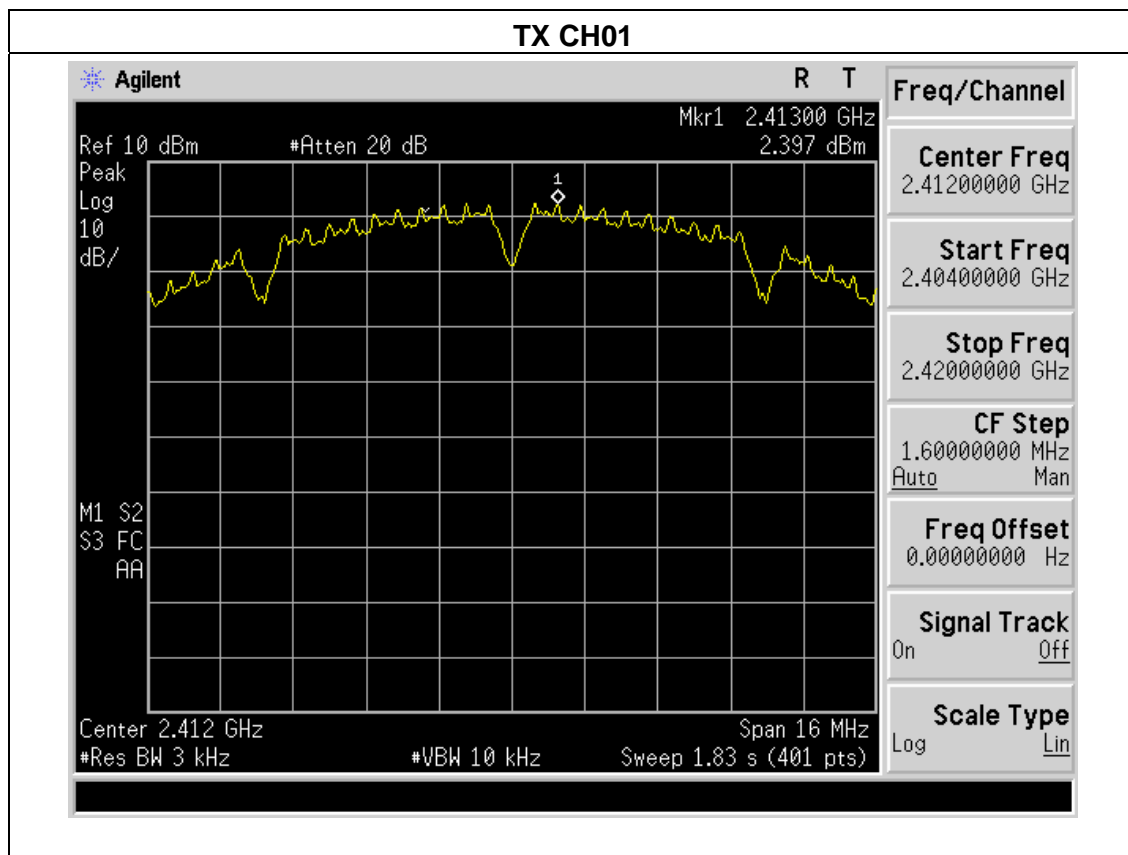 TX CH01
Agilent R T
Mkr1 2.41300 GHz
Ref 10 dBm #Atten 20 dB 2.397 dBm
Peak
Log
10
dB/
1
M1 S2
S3 FC
AA
Center 2.412 GHz Span 16 MHz
#Res BW 3 kHz #VBW 10 kHz Sweep 1.83 s (401 pts)
Freq/Channel
Center Freq
2.41200000 GHz
Start Freq
2.40400000 GHz
Stop Freq
2.42000000 GHz
CF Step
1.60000000 MHz
Auto Man
Freq Offset
0.00000000 Hz
Signal Track
On Off
Scale Type
Log Lin